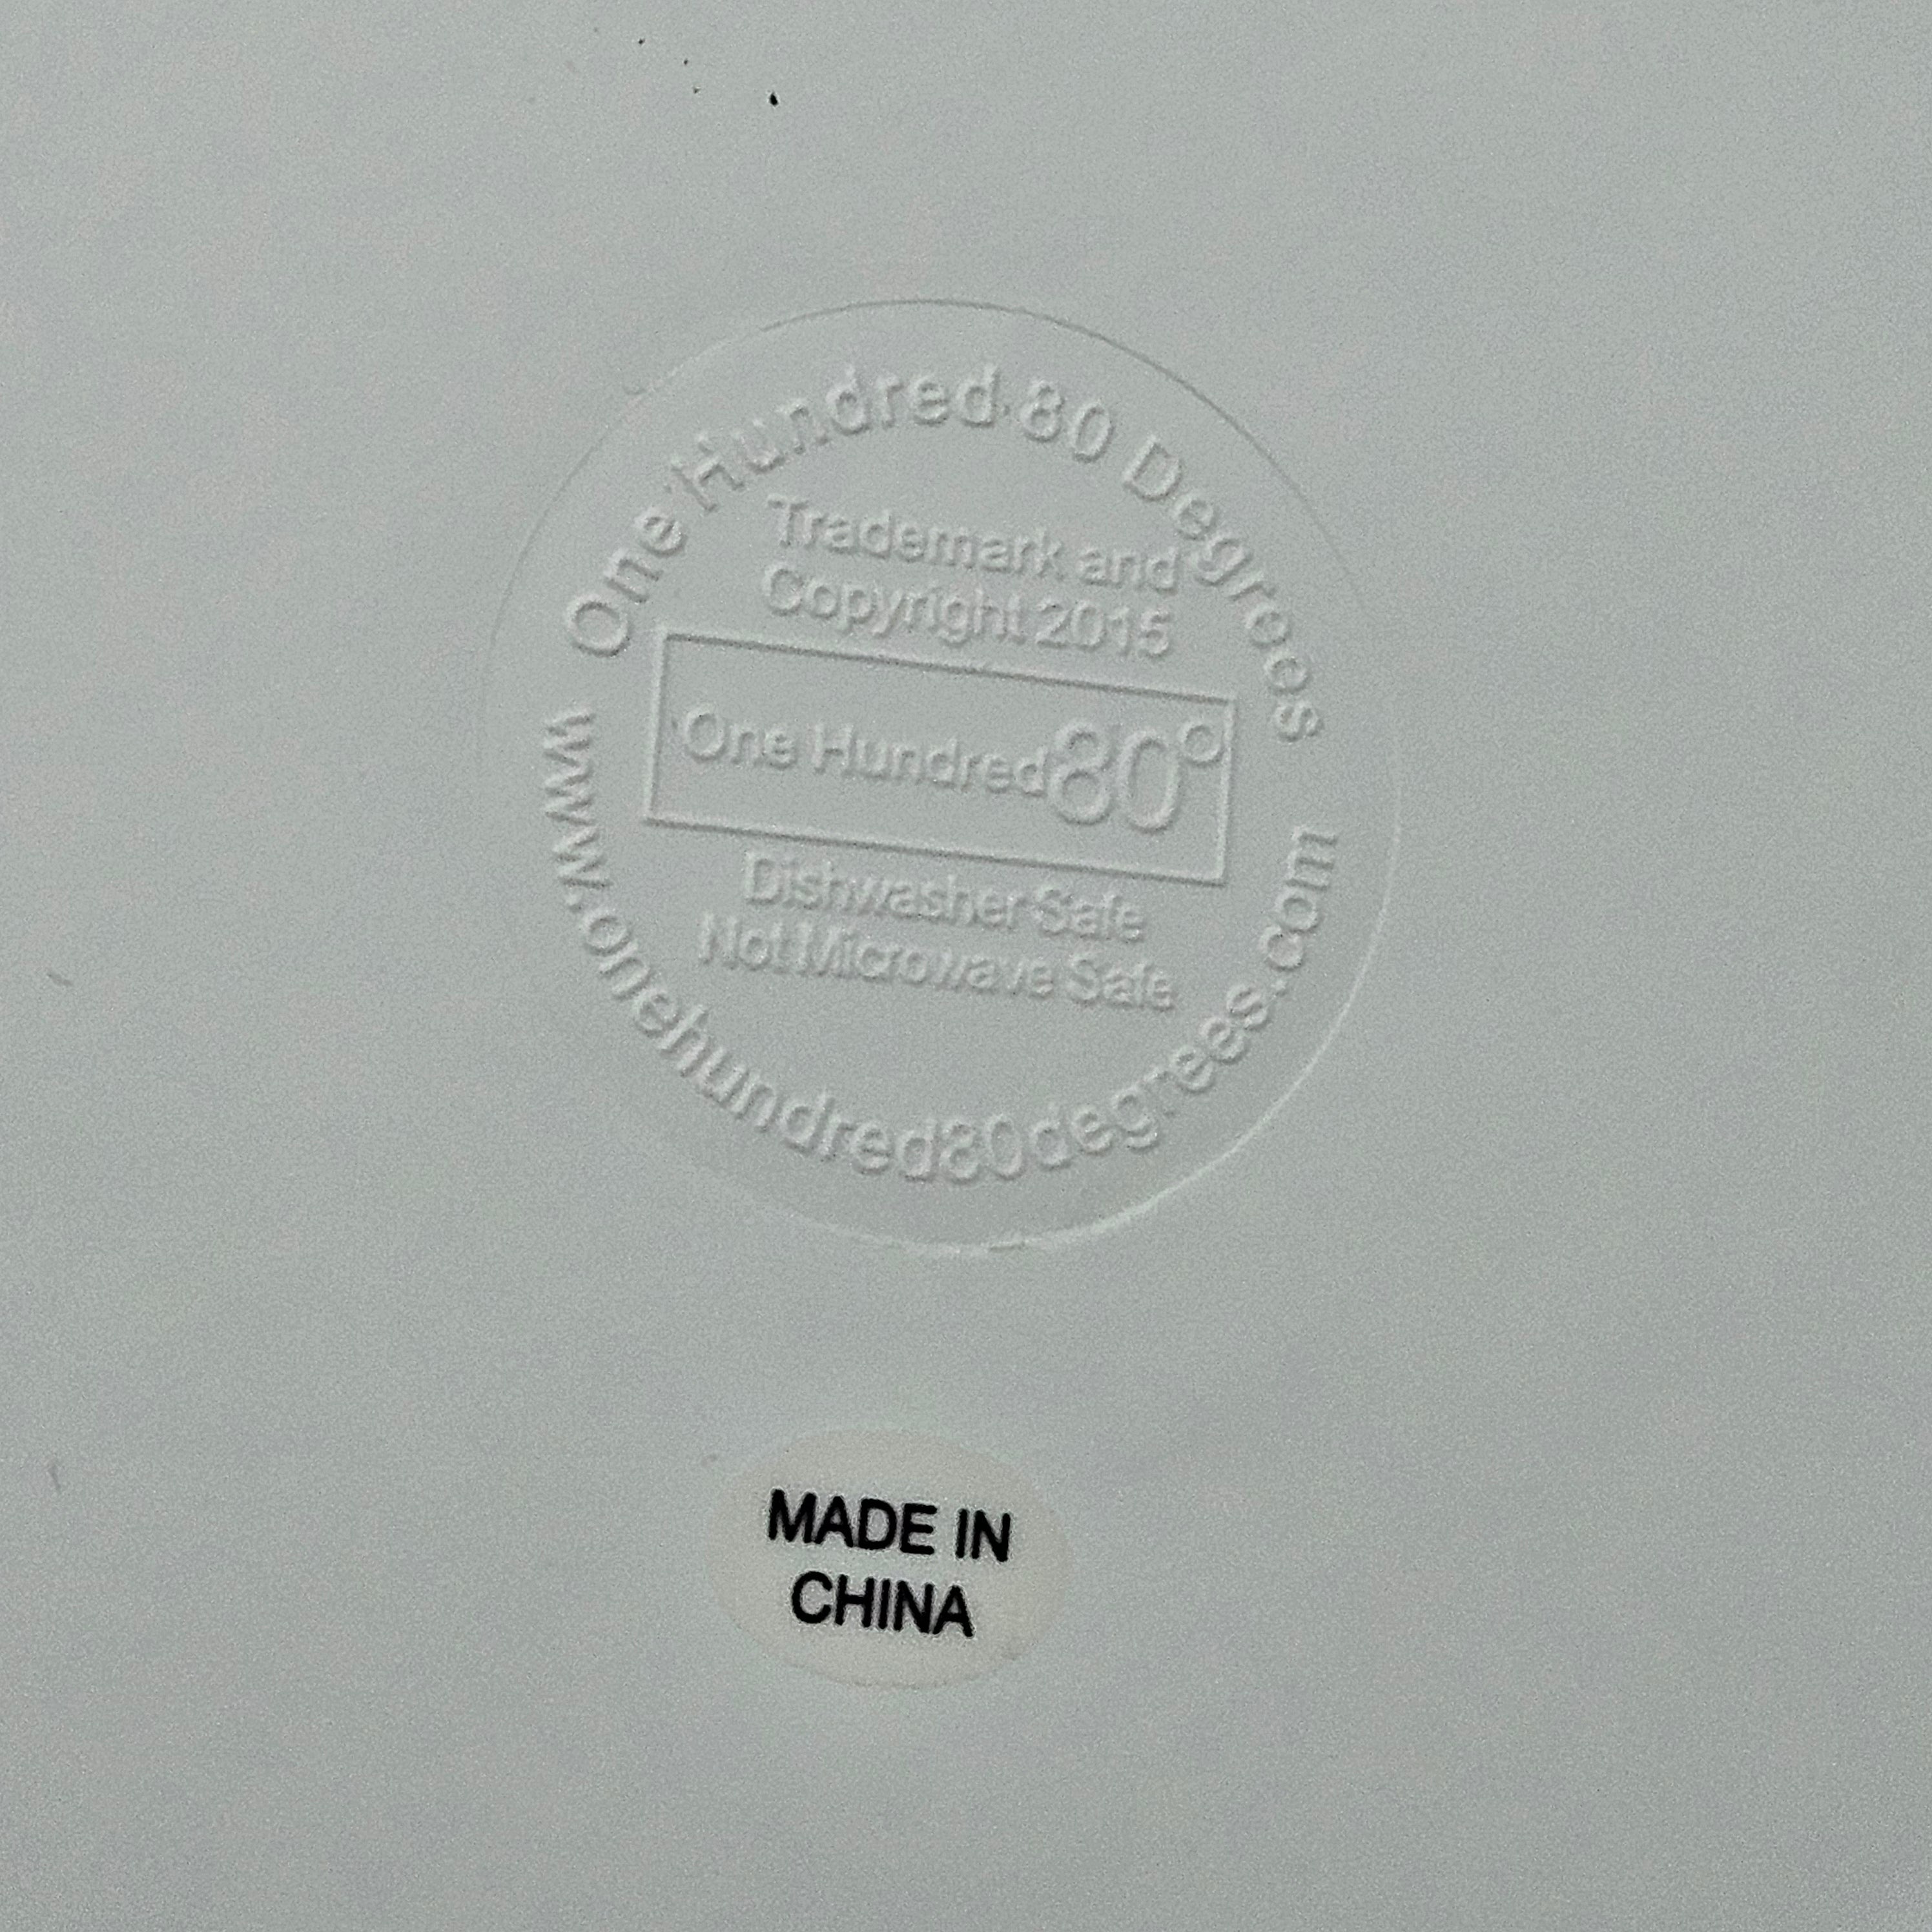 One Hundred 80 Degrees
Trademark and
Copyright 2015
One Hundred 80°
Dishwasher Safe
Not Microwave Safe
www.onehundred80degrees.com
MADE IN
CHINA